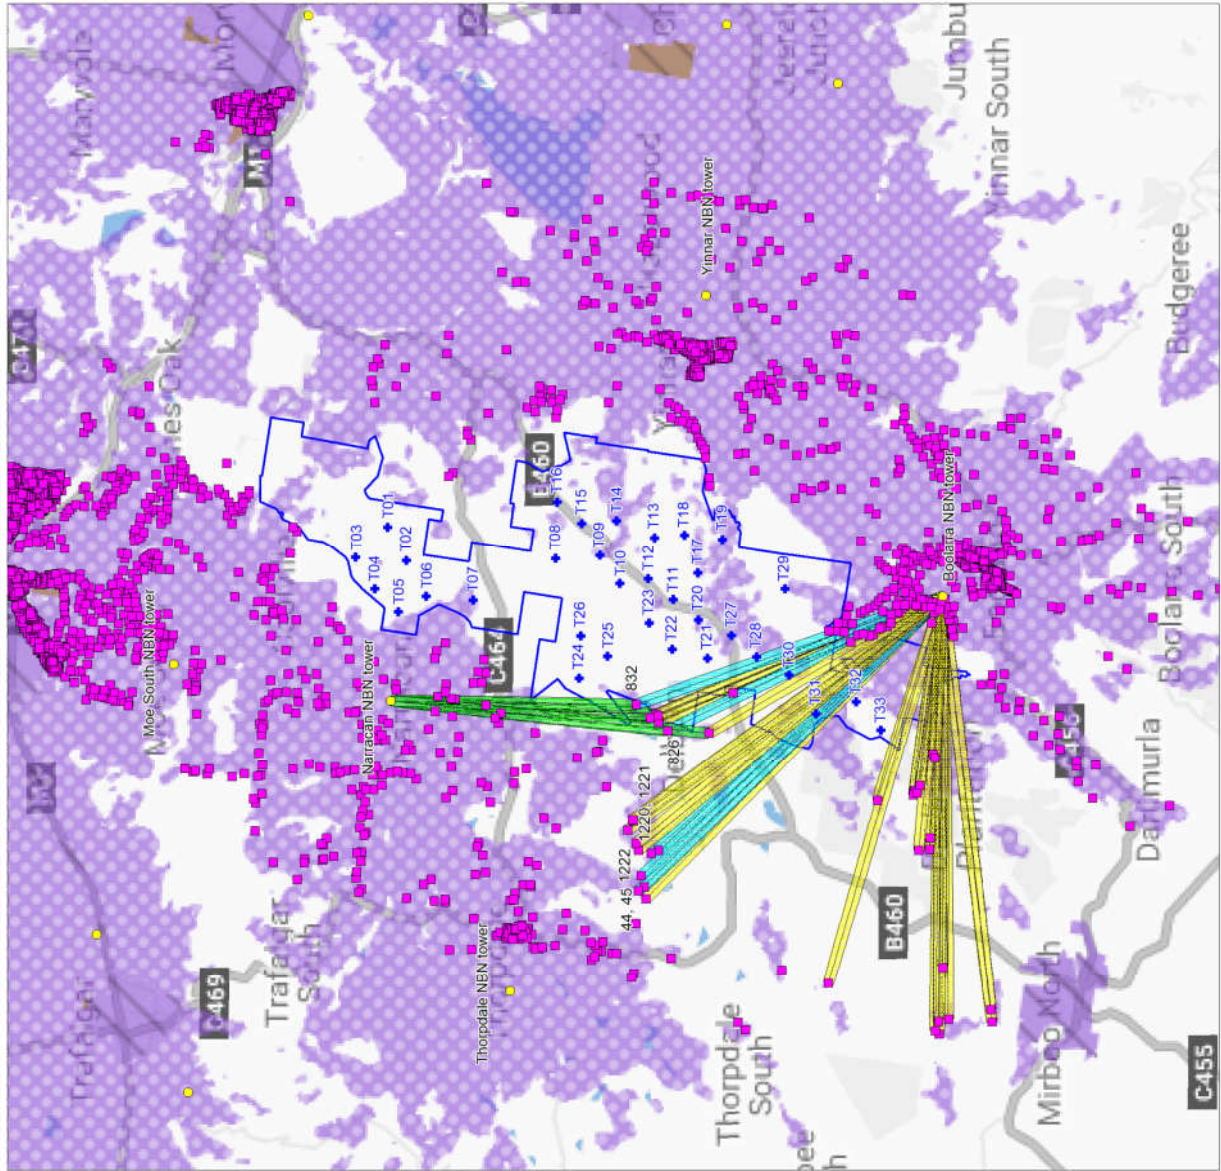 Maryvale
M1
Jumbu
Yinnar South
Yinnar NBN tower
Budgeree
B460
T16
T15
T14
T01
T03
T02
T04
T05
T06
T07
T08
T09
T10
T13
T18
T19
T12
T11
T17
T20
T23
T22
T21
T27
T28
T29
T26
T24
T25
T30
T31
T32
T33
Boolarra NBN tower
Boolarra South
Moe South NBN tower
Narracan NBN tower
832
826
1220, 1221
1222
44, 45
Darlimurla
Trafalgar
Trafalgar South
C469
Thorpdale NBN tower
B460
Thorpdale South
Mirboo North
C455